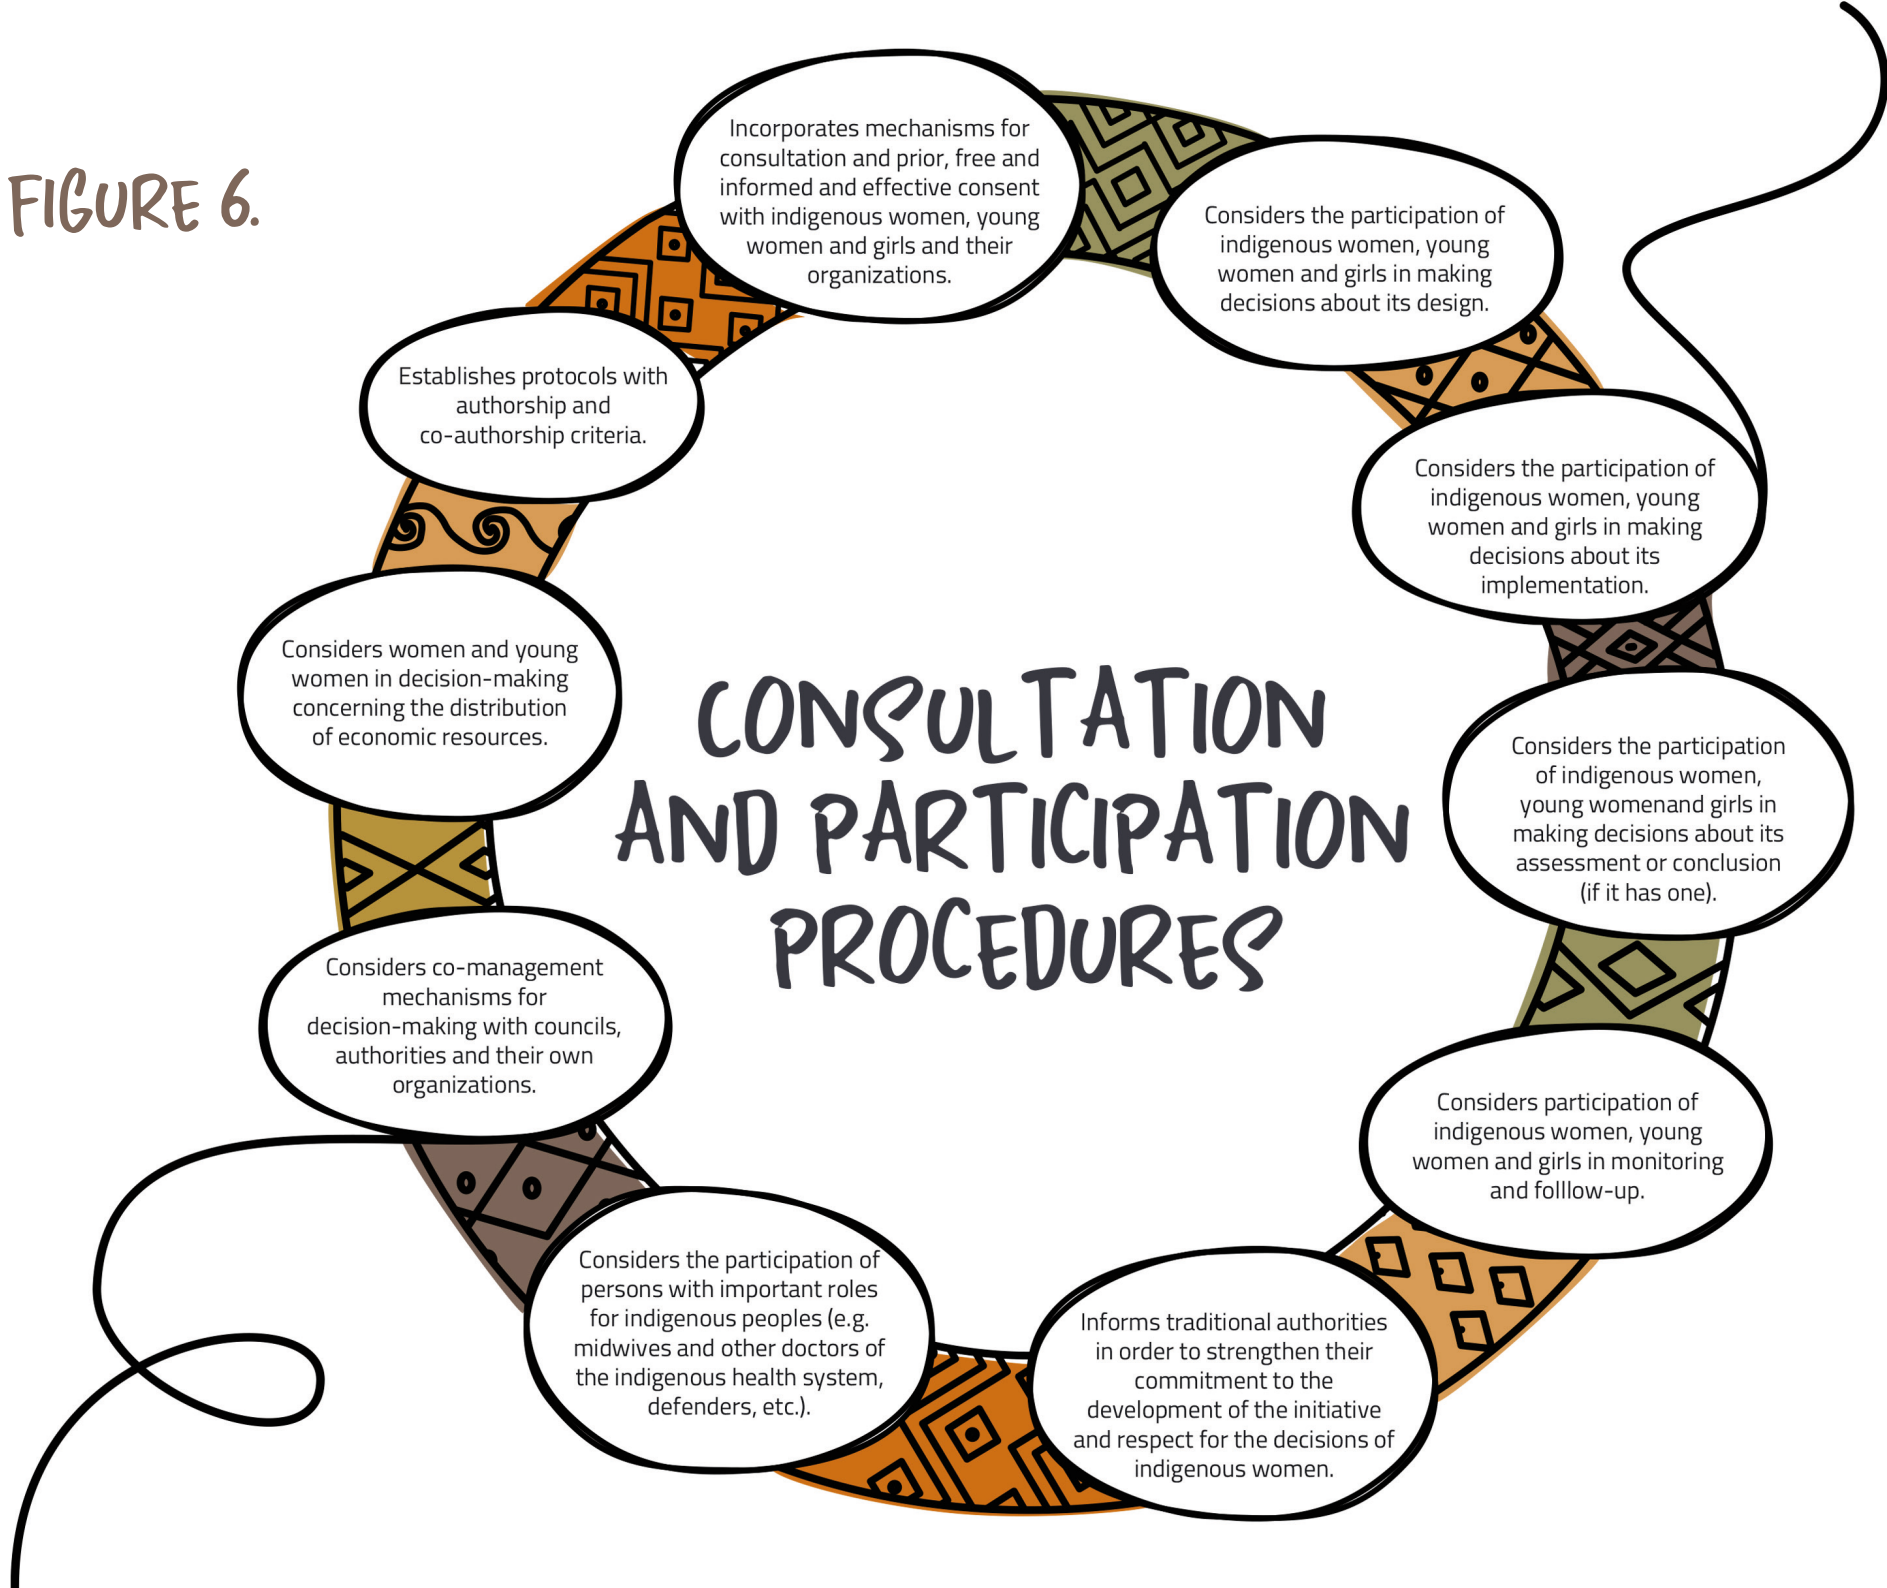 FIGURE 6.
Incorporates mechanisms for
consultation and prior, free and
informed and effective consent
with indigenous women, young
women and girls and their
organizations.
Considers the participation of
indigenous women, young
women and girls in making
decisions about its design.
Considers the participation of
indigenous women, young
women and girls in making
decisions about its
implementation.
Considers the participation
of indigenous women,
young womenand girls in
making decisions about its
assessment or conclusion
(if it has one).
Considers participation of
indigenous women, young
women and girls in monitoring
and folllow-up.
Informs traditional authorities
in order to strengthen their
commitment to the
development of the initiative
and respect for the decisions of
indigenous women.
Considers the participation of
persons with important roles
for indigenous peoples (e.g.
midwives and other doctors of
the indigenous health system,
defenders, etc.).
Considers co-management
mechanisms for
decision-making with councils,
authorities and their own
organizations.
Considers women and young
women in decision-making
concerning the distribution
of economic resources.
Establishes protocols with
authorship and
co-authorship criteria.
CONSULTATION
AND PARTICIPATION
PROCEDURES